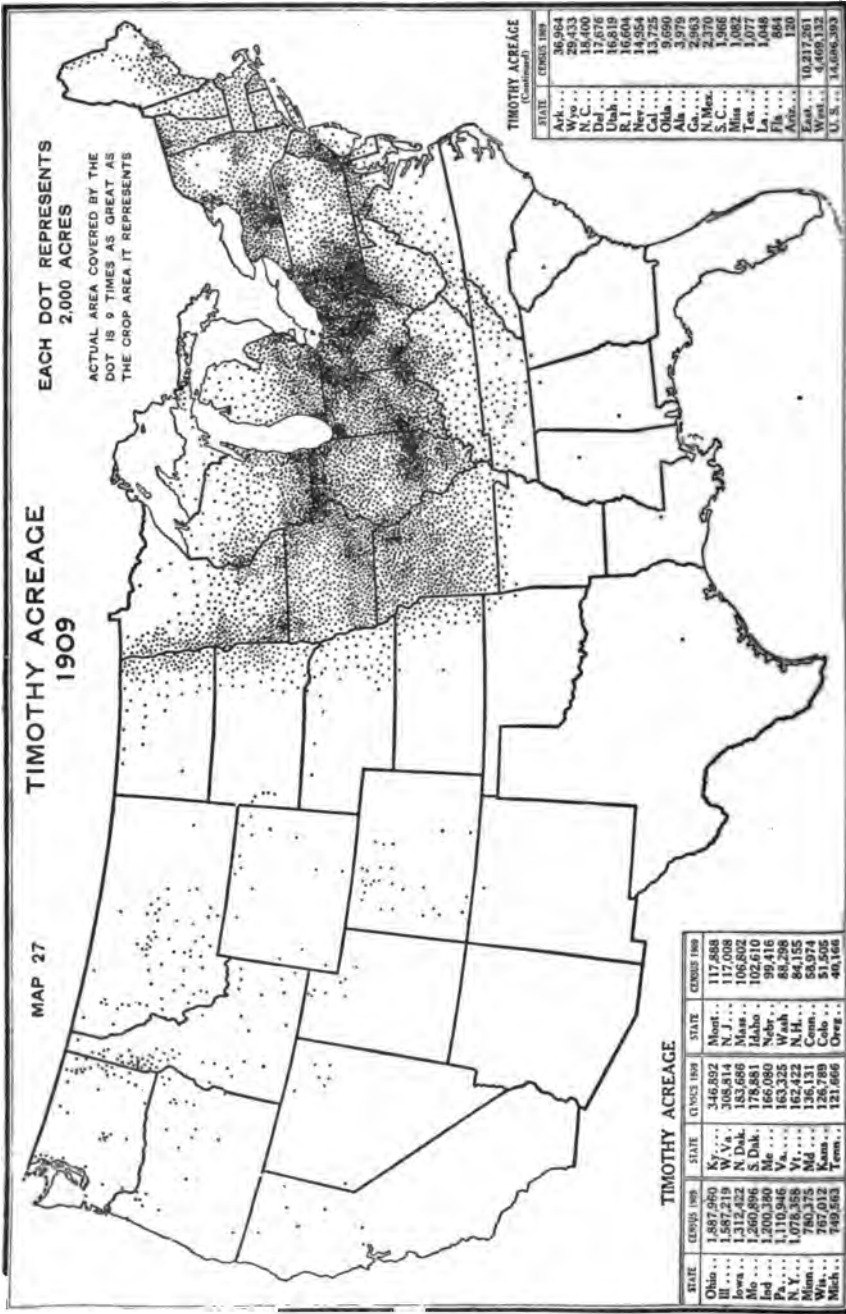 MAP 27
TIMOTHY ACREAGE
1909
EACH DOT REPRESENTS
2,000 ACRES
ACTUAL AREA COVERED BY THE
DOT IS 9 TIMES AS GREAT AS
THE CROP AREA IT REPRESENTS
TIMOTHY ACREAGE
STATE CENSUS 1909 STATE CENSUS 1909 STATE CENSUS 1909
Ohio.. 1,887,960 Ky.... 346,892 Mont.. 117,888
Ill .... 1,587,219 W. Va. 308,814 N. J... 117,008
Iowa.. 1,312,422 N. Dak. 183,686 Mass.. 106,802
Mo... 1,260,896 S. Dak. 178,881 Idaho . 102,610
Ind... 1,200,380 Me... 166,080 Nebr.. 99,416
Pa.... 1,110,946 Va.... 163,325 Wash 88,298
N. Y... 1,078,358 Vt.... 162,422 N. H.. 84,155
Minn.. 780,375 Md... 136,131 Conn.. 58,974
Wis... 767,012 Kans.. 126,789 Colo .. 51,505
Mich.. 749,563 Tenn.. 121,666 Oreg .. 40,166
TIMOTHY ACREAGE
(Continued)
STATE CENSUS 1909
Ark... 36,964
Wyo.. 29,433
N. C... 18,400
Del... 17,676
Utah.. 16,819
R. I... 16,604
Nev... 14,954
Cal ... 13,725
Okla.. 9,690
Ala... 3,979
Ga.... 2,963
N. Mex. 2,370
S. C... 1,966
Miss .. 1,082
Tex... 1,077
La.... 1,048
Fla ... 884
Ariz... 120
East.. 10,217,261
West.. 4,469,132
U. S... 14,686,393